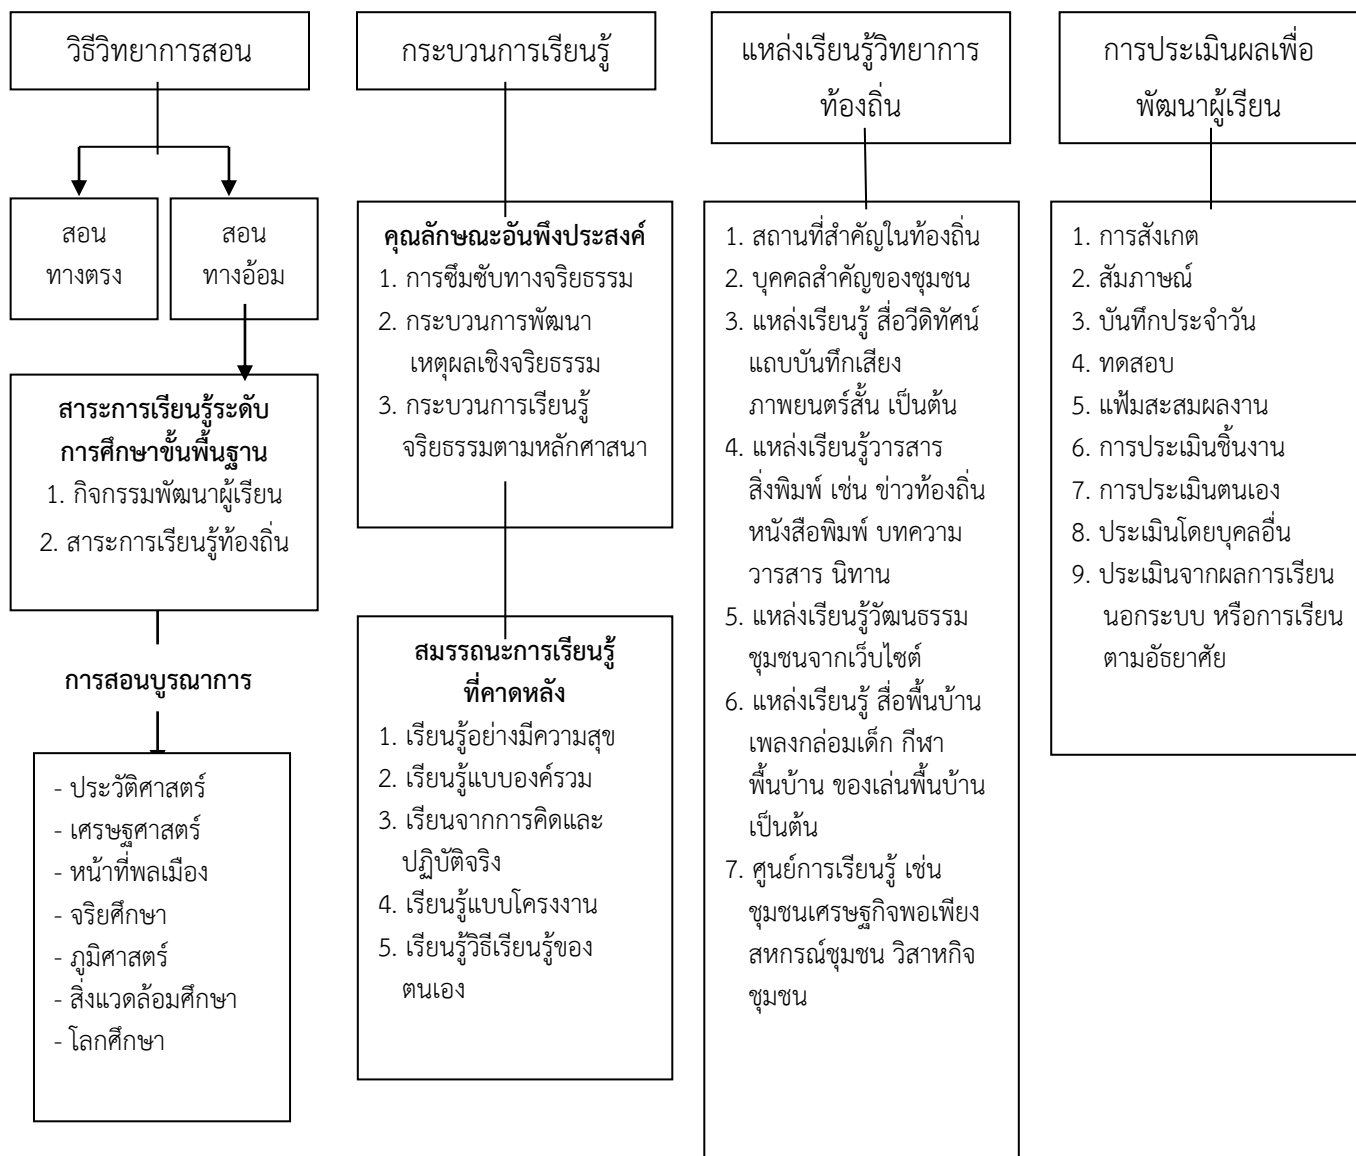 วิธีวิทยาการสอน
สอน
ทางตรง
สอน
ทางอ้อม
สาระการเรียนรู้ระดับ
การศึกษาขั้นพื้นฐาน
1. กิจกรรมพัฒนาผู้เรียน
2. สาระการเรียนรู้ท้องถิ่น
การสอนบูรณาการ
- ประวัติศาสตร์
- เศรษฐศาสตร์
- หน้าที่พลเมือง
- จริยศึกษา
- ภูมิศาสตร์
- สิ่งแวดล้อมศึกษา
- โลกศึกษา
กระบวนการเรียนรู้
คุณลักษณะอันพึงประสงค์
1. การซึมซับทางจริยธรรม
2. กระบวนการพัฒนา
เหตุผลเชิงจริยธรรม
3. กระบวนการเรียนรู้
จริยธรรมตามหลักศาสนา
สมรรถนะการเรียนรู้
ที่คาดหลัง
1. เรียนรู้อย่างมีความสุข
2. เรียนรู้แบบองค์รวม
3. เรียนจากการคิดและ
ปฏิบัติจริง
4. เรียนรู้แบบโครงงาน
5. เรียนรู้วิธีเรียนรู้ของ
ตนเอง
แหล่งเรียนรู้วิทยาการ
ท้องถิ่น
1. สถานที่สำคัญในท้องถิ่น
2. บุคคลสำคัญของชุมชน
3. แหล่งเรียนรู้ สื่อวีดิทัศน์
แถบบันทึกเสียง
ภาพยนตร์สั้น เป็นต้น
4. แหล่งเรียนรู้วารสาร
สิ่งพิมพ์ เช่น ข่าวท้องถิ่น
หนังสือพิมพ์ บทความ
วารสาร นิทาน
5. แหล่งเรียนรู้วัฒนธรรม
ชุมชนจากเว็บไซต์
6. แหล่งเรียนรู้ สื่อพื้นบ้าน
เพลงกล่อมเด็ก กีฬา
พื้นบ้าน ของเล่นพื้นบ้าน
เป็นต้น
7. ศูนย์การเรียนรู้ เช่น
ชุมชนเศรษฐกิจพอเพียง
สหกรณ์ชุมชน วิสาหกิจ
ชุมชน
การประเมินผลเพื่อ
พัฒนาผู้เรียน
1. การสังเกต
2. สัมภาษณ์
3. บันทึกประจำวัน
4. ทดสอบ
5. แฟ้มสะสมผลงาน
6. การประเมินชิ้นงาน
7. การประเมินตนเอง
8. ประเมินโดยบุคลอื่น
9. ประเมินจากผลการเรียน
นอกระบบ หรือการเรียน
ตามอัธยาศัย